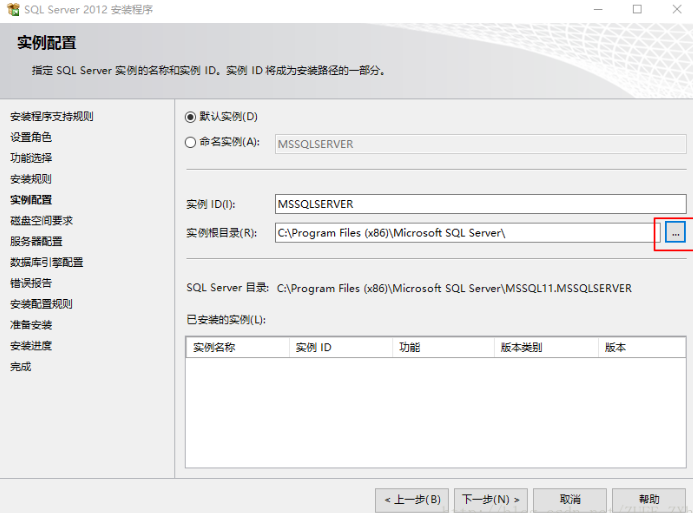 SQL Server 2012 安装程序
实例配置
指定 SQL Server 实例的名称和实例 ID。实例 ID 将成为安装路径的一部分。
安装程序支持规则
设置角色
功能选择
安装规则
实例配置
磁盘空间要求
服务器配置
数据库引擎配置
错误报告
安装配置规则
准备安装
安装进度
完成
默认实例(D)
命名实例(A): MSSQLSERVER
实例 ID(I): MSSQLSERVER
实例根目录(R): C:\Program Files (x86)\Microsoft SQL Server\ ...
SQL Server 目录: C:\Program Files (x86)\Microsoft SQL Server\MSSQL11.MSSQLSERVER
已安装的实例(L):
实例名称 实例 ID 功能 版本类别 版本
< 上一步(B) 下一步(N) > 取消 帮助